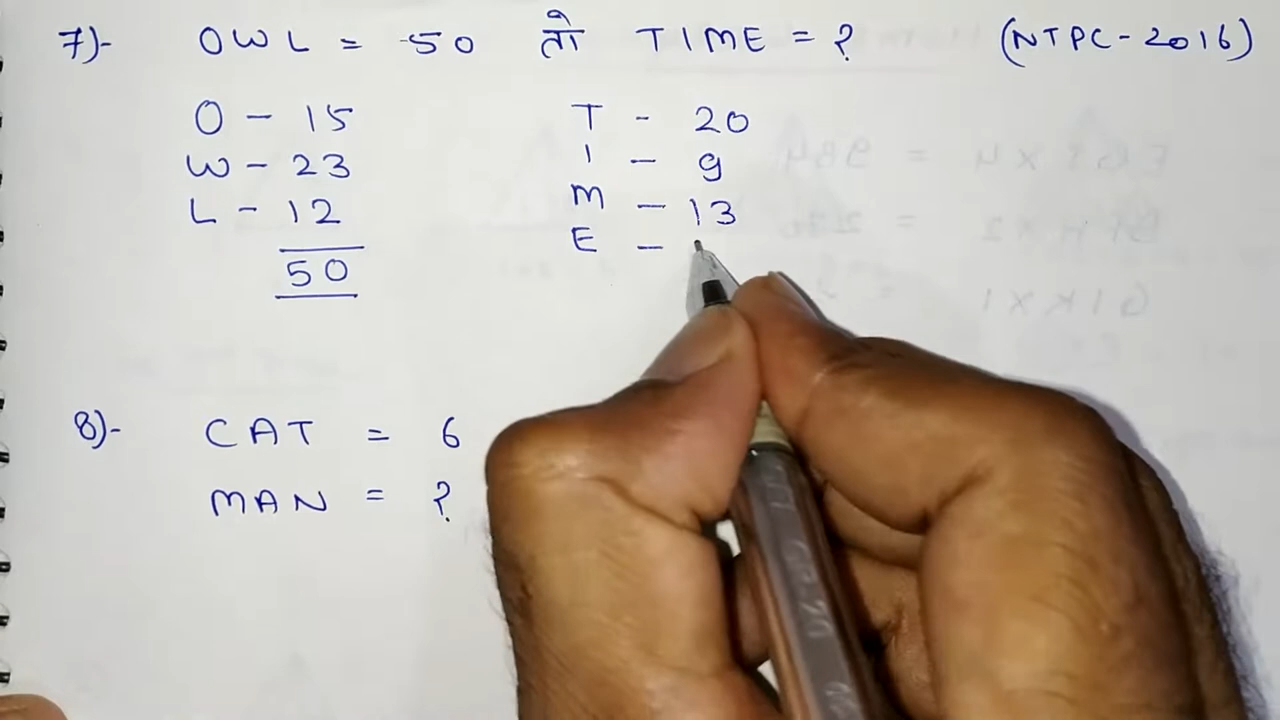 7)- OWL = 50 तो TIME = ? (NTPC-2016)
O - 15 T - 20
W - 23 I - 9
L - 12 M - 13
50 E -
8)- CAT = 6
MAN = ?